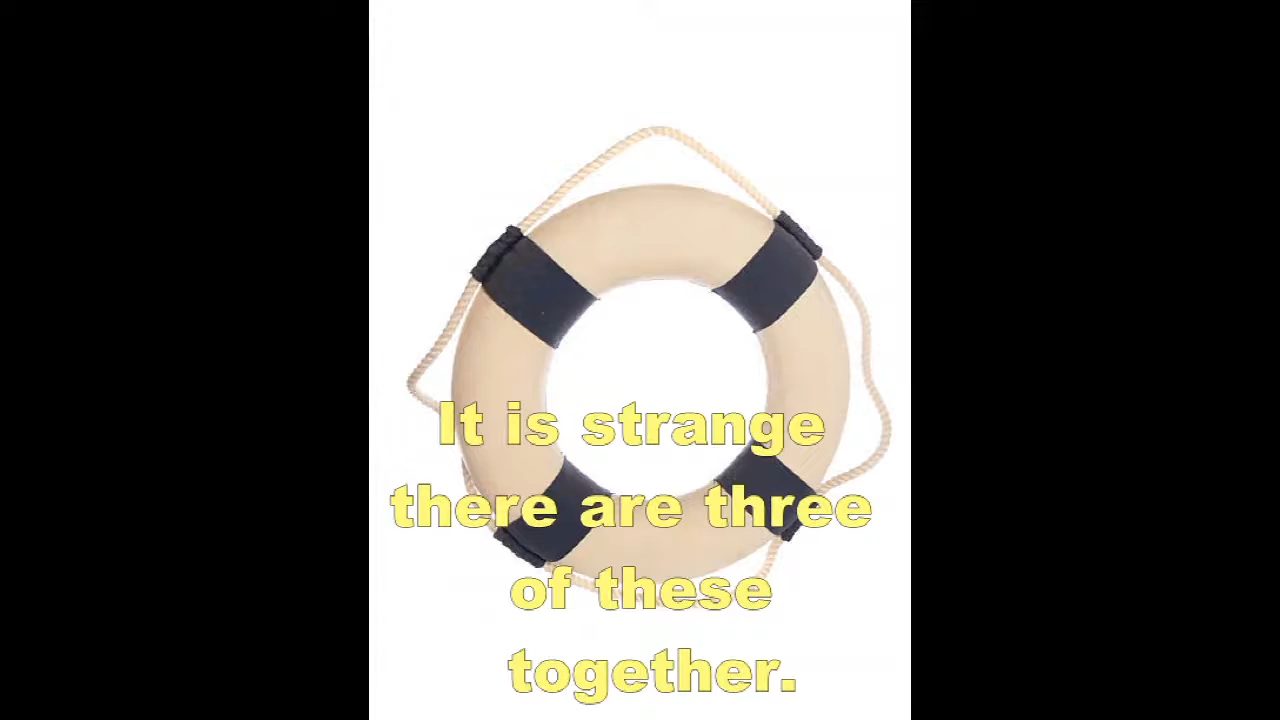 It is strange
there are three
of these
together.